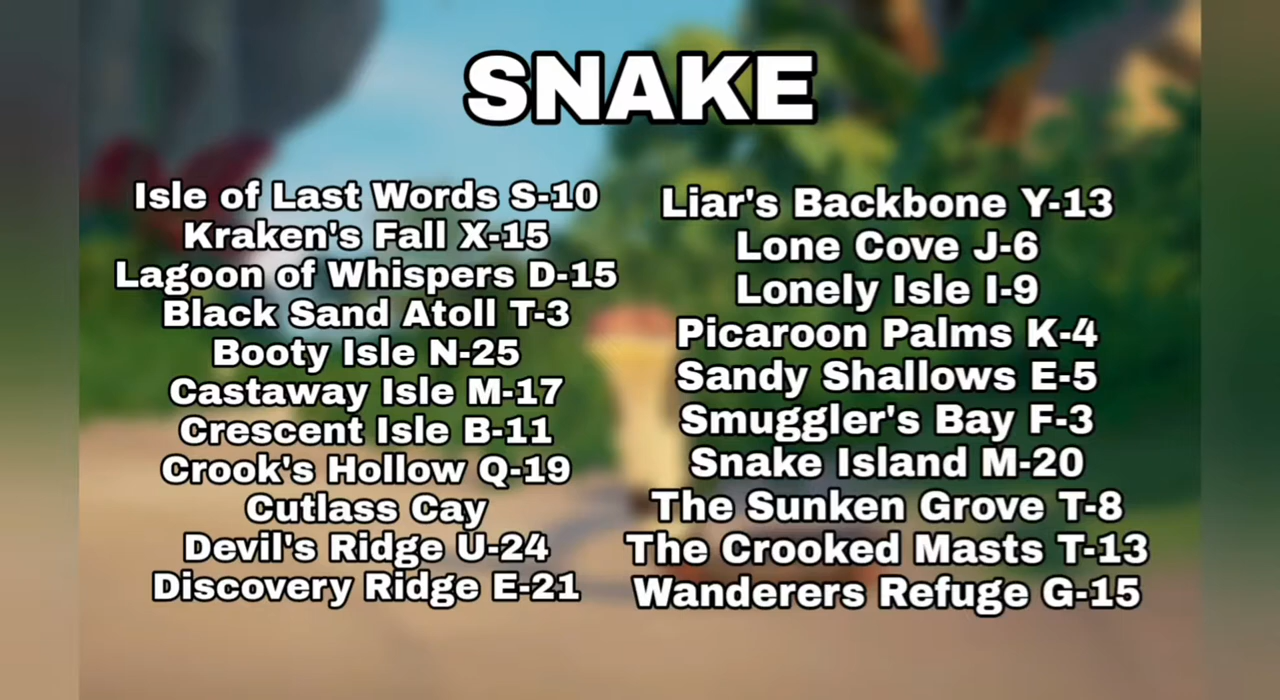 SNAKE
Isle of Last Words S-10
Kraken's Fall X-15
Lagoon of Whispers D-15
Black Sand Atoll T-3
Booty Isle N-25
Castaway Isle M-17
Crescent Isle B-11
Crook's Hollow Q-19
Cutlass Cay
Devil's Ridge U-24
Discovery Ridge E-21
Liar's Backbone Y-13
Lone Cove J-6
Lonely Isle I-9
Picaroon Palms K-4
Sandy Shallows E-5
Smuggler's Bay F-3
Snake Island M-20
The Sunken Grove T-8
The Crooked Masts T-13
Wanderers Refuge G-15